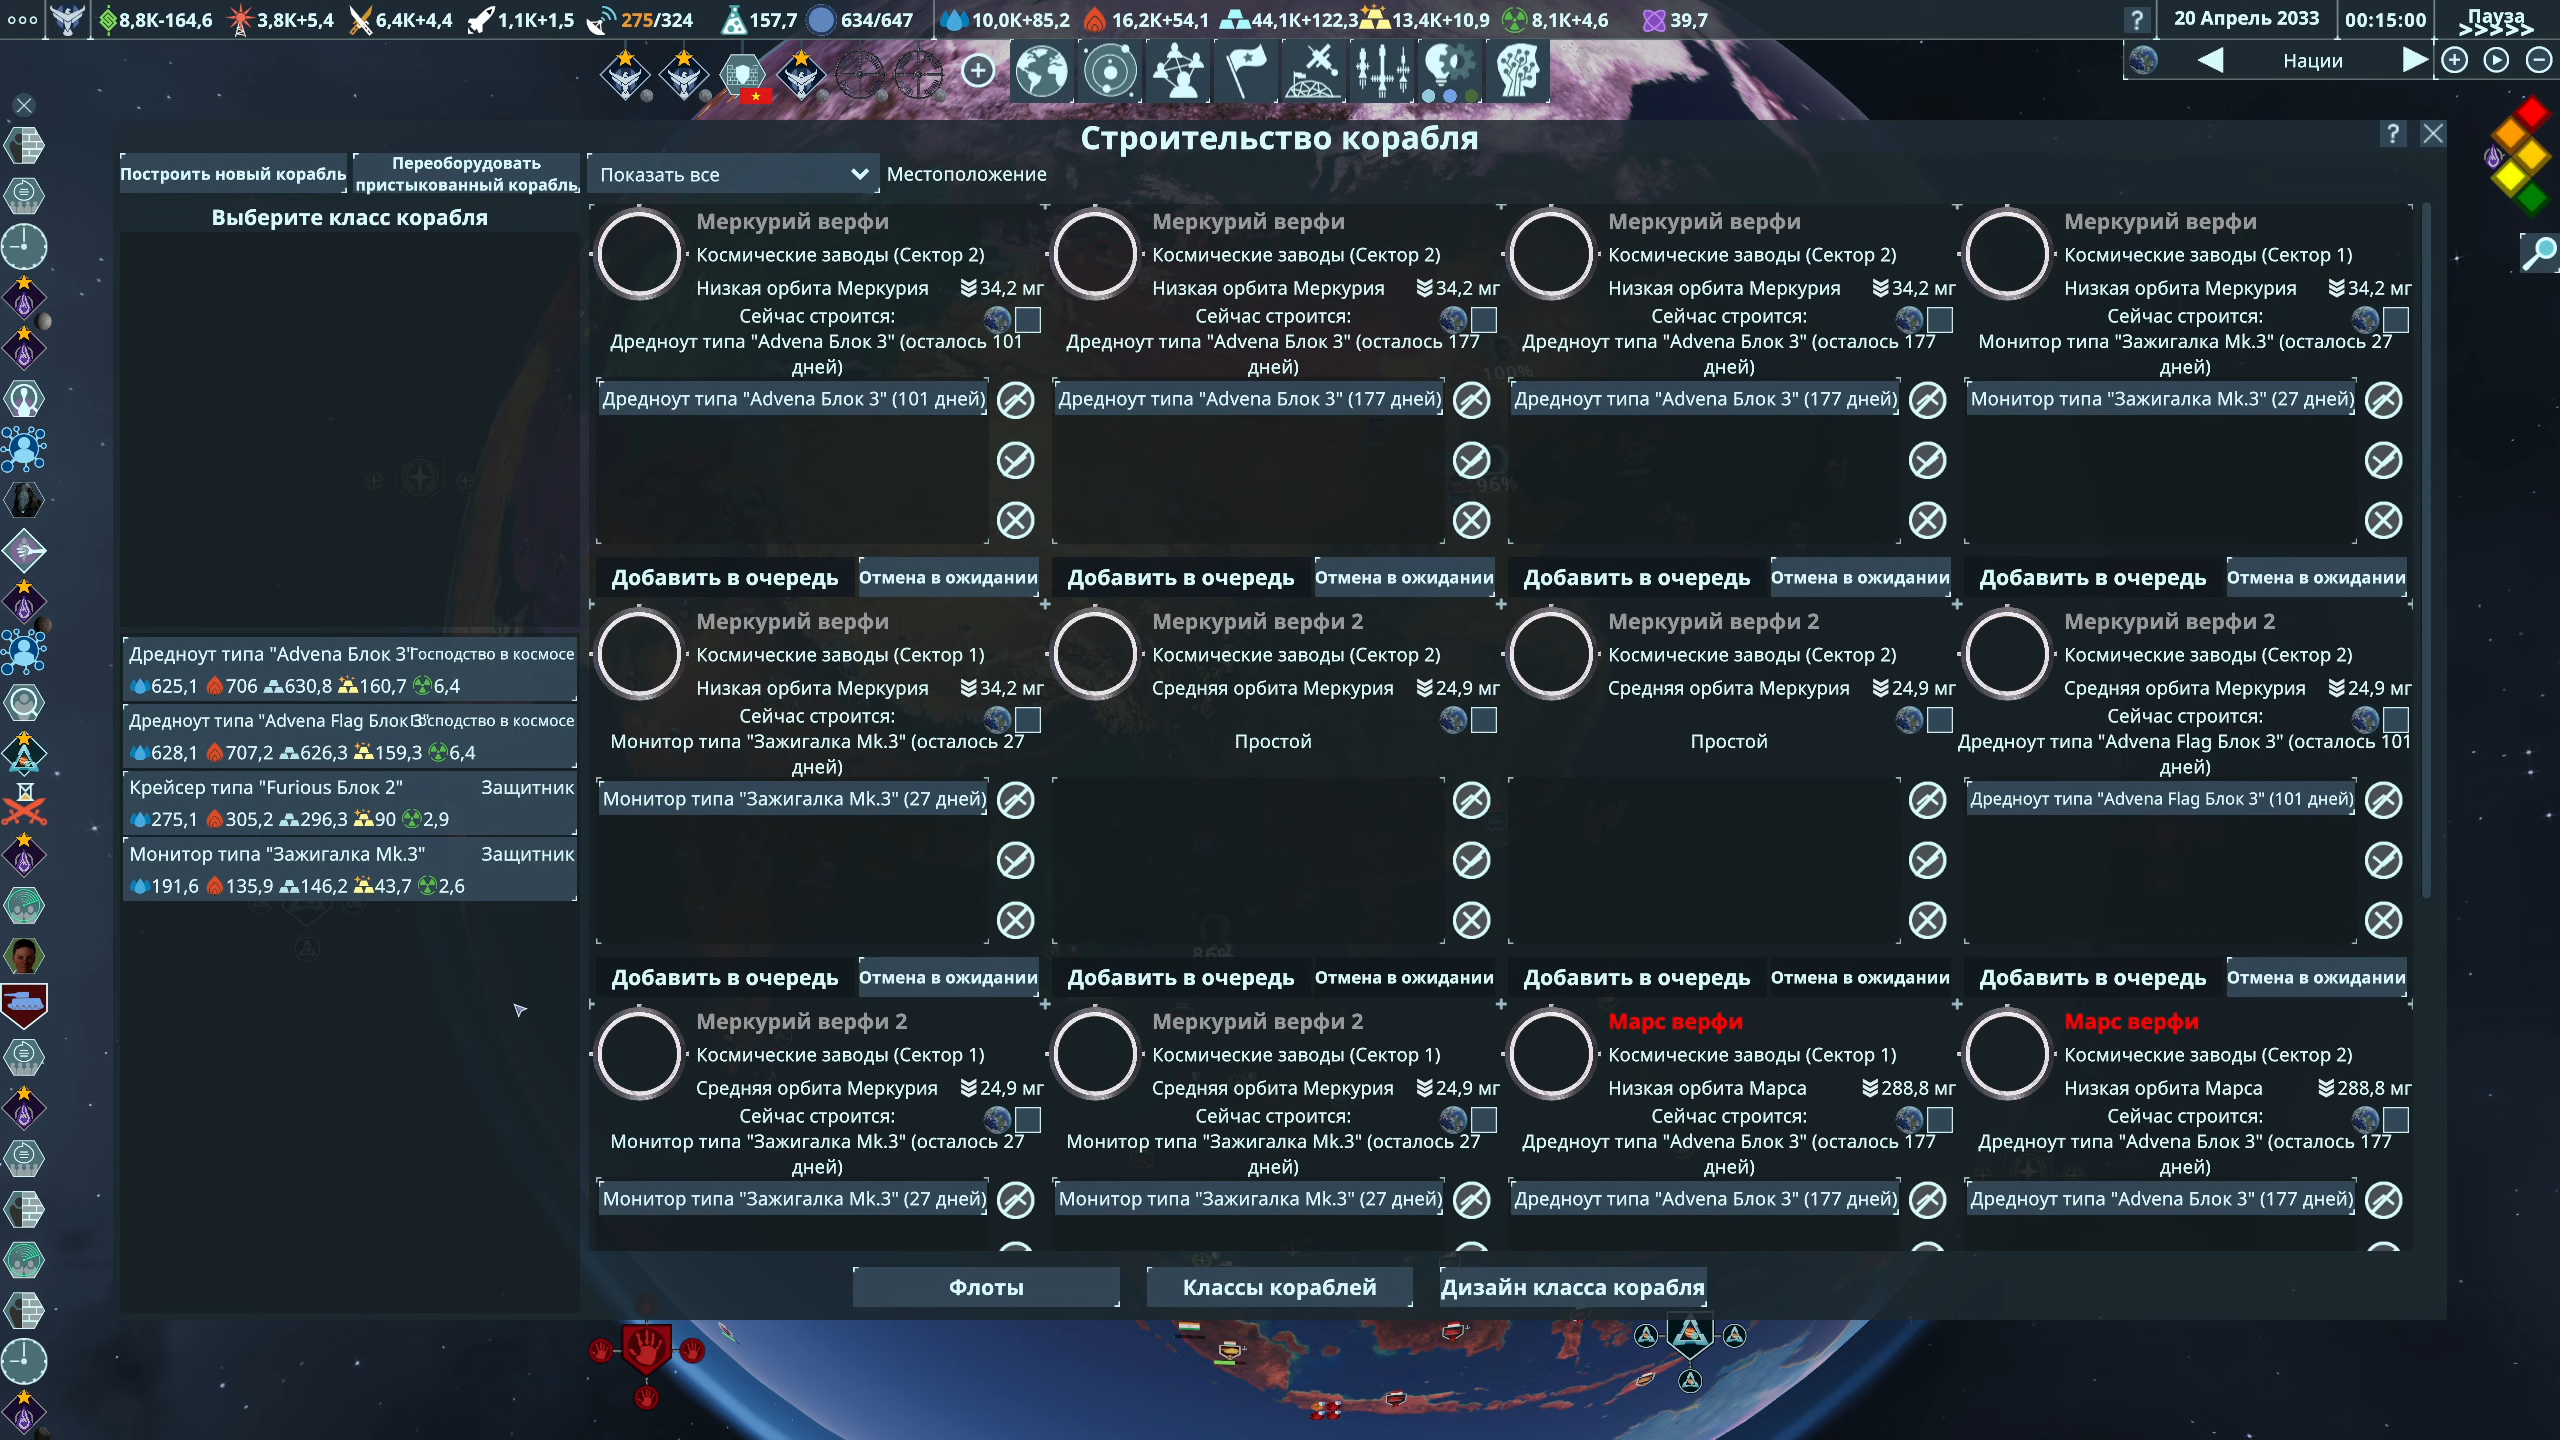 8,8K-164,6 3,8K+5,4 6,4K+4,4 1,1K+1,5 275/324 157,7 634/647 10,0K+85,2 16,2K+54,1 44,1K+122,3 13,4K+10,9 8,1K+4,6 39,7 ? 20 Апрель 2033 00:15:00 Пауза
Нации
Строительство корабля ?
Построить новый корабль
Переоборудовать
пристыкованный корабль
Показать все
Местоположение
Выберите класс корабля
Дредноут типа "Advena Блок 3" Господство в космосе
625,1 706 630,8 160,7 6,4
Дредноут типа "Advena Flag Блок 3" Господство в космосе
628,1 707,2 626,3 159,3 6,4
Крейсер типа "Furious Блок 2" Защитник
275,1 305,2 296,3 90 2,9
Монитор типа "Зажигалка Mk.3" Защитник
191,6 135,9 146,2 43,7 2,6
Меркурий верфи
Космические заводы (Сектор 2)
Низкая орбита Меркурия 34,2 мг
Сейчас строится:
Дредноут типа "Advena Блок 3" (осталось 101
дней)
Дредноут типа "Advena Блок 3" (101 дней)
Добавить в очередь Отмена в ожидании
Меркурий верфи
Космические заводы (Сектор 2)
Низкая орбита Меркурия 34,2 мг
Сейчас строится:
Дредноут типа "Advena Блок 3" (осталось 177
дней)
Дредноут типа "Advena Блок 3" (177 дней)
Добавить в очередь Отмена в ожидании
Меркурий верфи
Космические заводы (Сектор 2)
Низкая орбита Меркурия 34,2 мг
Сейчас строится:
Дредноут типа "Advena Блок 3" (осталось 177
дней)
Дредноут типа "Advena Блок 3" (177 дней)
Добавить в очередь Отмена в ожидании
Меркурий верфи
Космические заводы (Сектор 1)
Низкая орбита Меркурия 34,2 мг
Сейчас строится:
Монитор типа "Зажигалка Mk.3" (осталось 27
дней)
Монитор типа "Зажигалка Mk.3" (27 дней)
Добавить в очередь Отмена в ожидании
Меркурий верфи
Космические заводы (Сектор 1)
Низкая орбита Меркурия 34,2 мг
Сейчас строится:
Монитор типа "Зажигалка Mk.3" (осталось 27
дней)
Монитор типа "Зажигалка Mk.3" (27 дней)
Добавить в очередь Отмена в ожидании
Меркурий верфи 2
Космические заводы (Сектор 2)
Средняя орбита Меркурия 24,9 мг
Простой
Добавить в очередь Отмена в ожидании
Меркурий верфи 2
Космические заводы (Сектор 2)
Средняя орбита Меркурия 24,9 мг
Простой
Добавить в очередь Отмена в ожидании
Меркурий верфи 2
Космические заводы (Сектор 2)
Средняя орбита Меркурия 24,9 мг
Сейчас строится:
Дредноут типа "Advena Flag Блок 3" (осталось 101
дней)
Дредноут типа "Advena Flag Блок 3" (101 дней)
Добавить в очередь Отмена в ожидании
Меркурий верфи 2
Космические заводы (Сектор 1)
Средняя орбита Меркурия 24,9 мг
Сейчас строится:
Монитор типа "Зажигалка Mk.3" (осталось 27
дней)
Монитор типа "Зажигалка Mk.3" (27 дней)
Меркурий верфи 2
Космические заводы (Сектор 1)
Средняя орбита Меркурия 24,9 мг
Сейчас строится:
Монитор типа "Зажигалка Mk.3" (осталось 27
дней)
Монитор типа "Зажигалка Mk.3" (27 дней)
Марс верфи
Космические заводы (Сектор 1)
Низкая орбита Марса 288,8 мг
Сейчас строится:
Дредноут типа "Advena Блок 3" (осталось 177
дней)
Дредноут типа "Advena Блок 3" (177 дней)
Марс верфи
Космические заводы (Сектор 2)
Низкая орбита Марса 288,8 мг
Сейчас строится:
Дредноут типа "Advena Блок 3" (осталось 177
дней)
Дредноут типа "Advena Блок 3" (177 дней)
100%
96%
86%
Флоты Классы кораблей Дизайн класса корабля